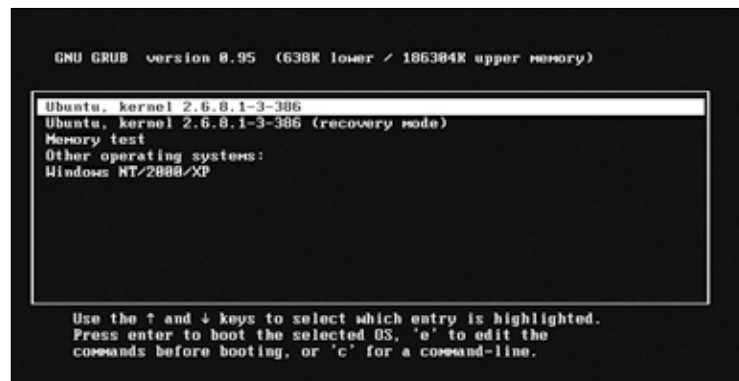 GNU GRUB version 0.95 (638K lower / 186304K upper memory)
Ubuntu, kernel 2.6.8.1-3-386
Ubuntu, kernel 2.6.8.1-3-386 (recovery mode)
Memory test
Other operating systems:
Windows NT/2000/XP
Use the ↑ and ↓ keys to select which entry is highlighted.
Press enter to boot the selected OS, 'e' to edit the
commands before booting, or 'c' for a command-line.